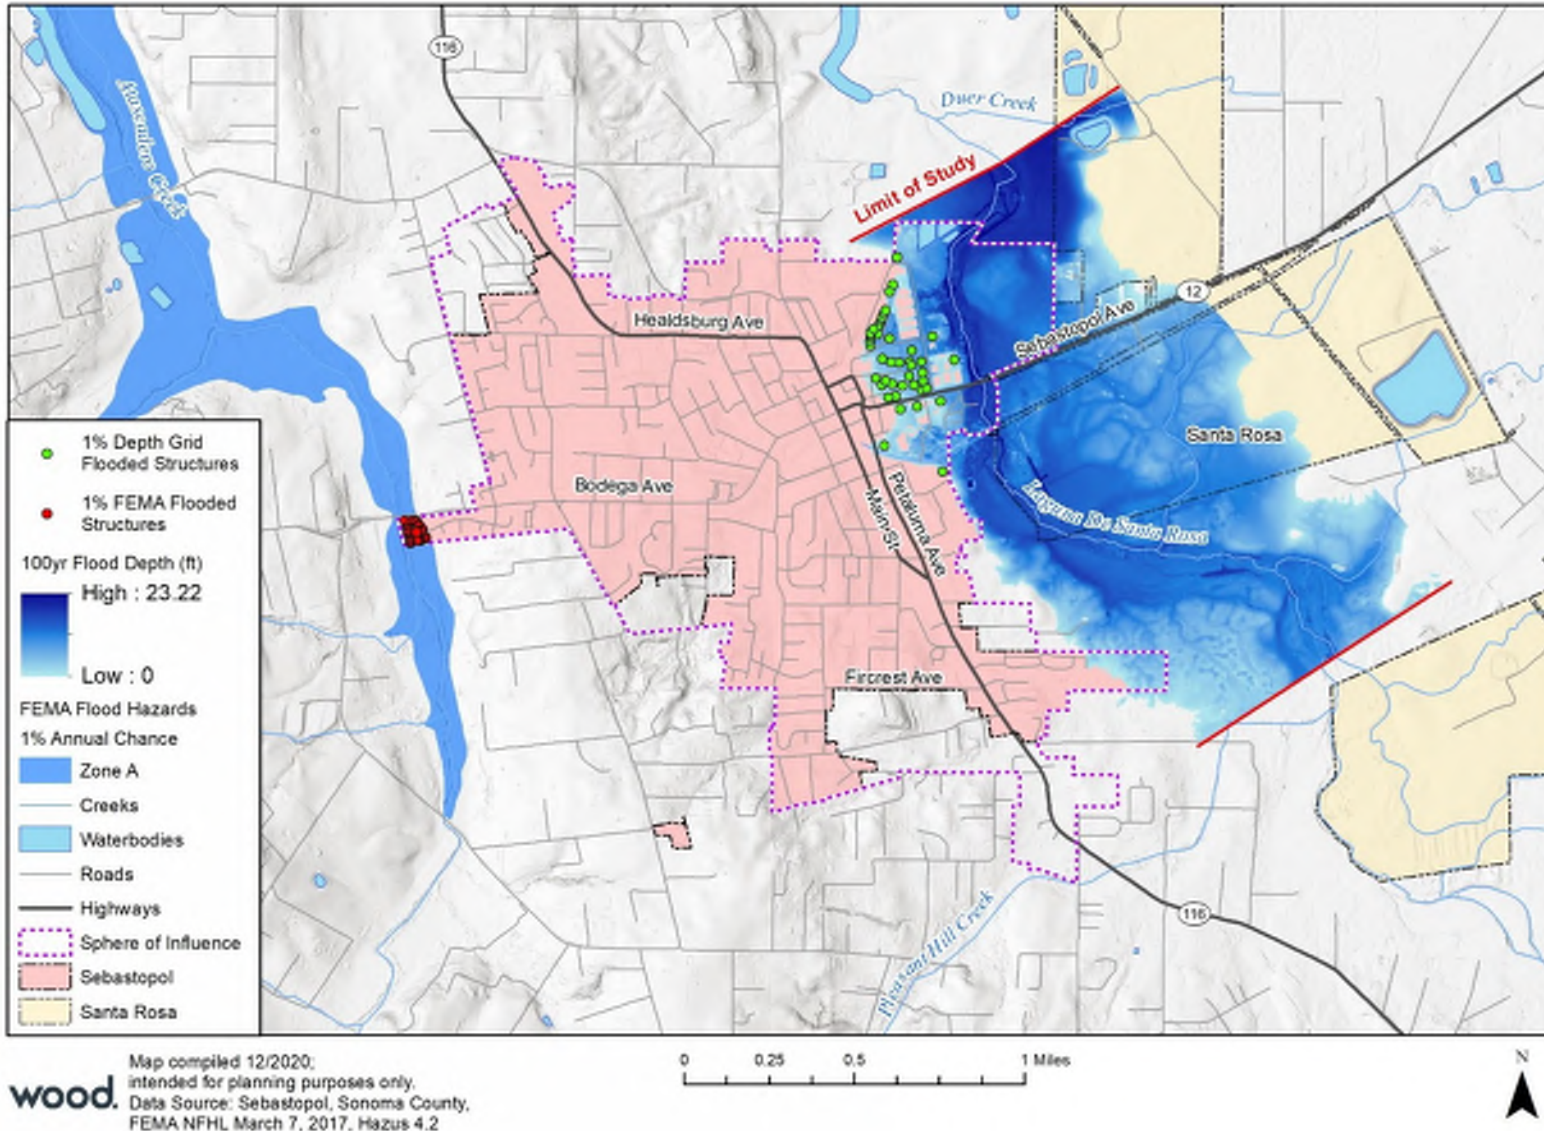 116
Duer Creek
Limit of Study
12
Sebastopol Ave
Healdsburg Ave
Santa Rosa
Bodega Ave
Main St
Petaluma Ave
Laguna De Santa Rosa
Fircrest Ave
116
Pleasant Hill Creek
1% Depth Grid
Flooded Structures
1% FEMA Flooded
Structures
100yr Flood Depth (ft)
High : 23.22
Low : 0
FEMA Flood Hazards
1% Annual Chance
Zone A
Creeks
Waterbodies
Roads
Highways
Sphere of Influence
Sebastopol
Santa Rosa
wood.
Map compiled 12/2020;
intended for planning purposes only.
Data Source: Sebastopol, Sonoma County,
FEMA NFHL March 7, 2017, Hazus 4.2
0 0.25 0.5 1 Miles
N